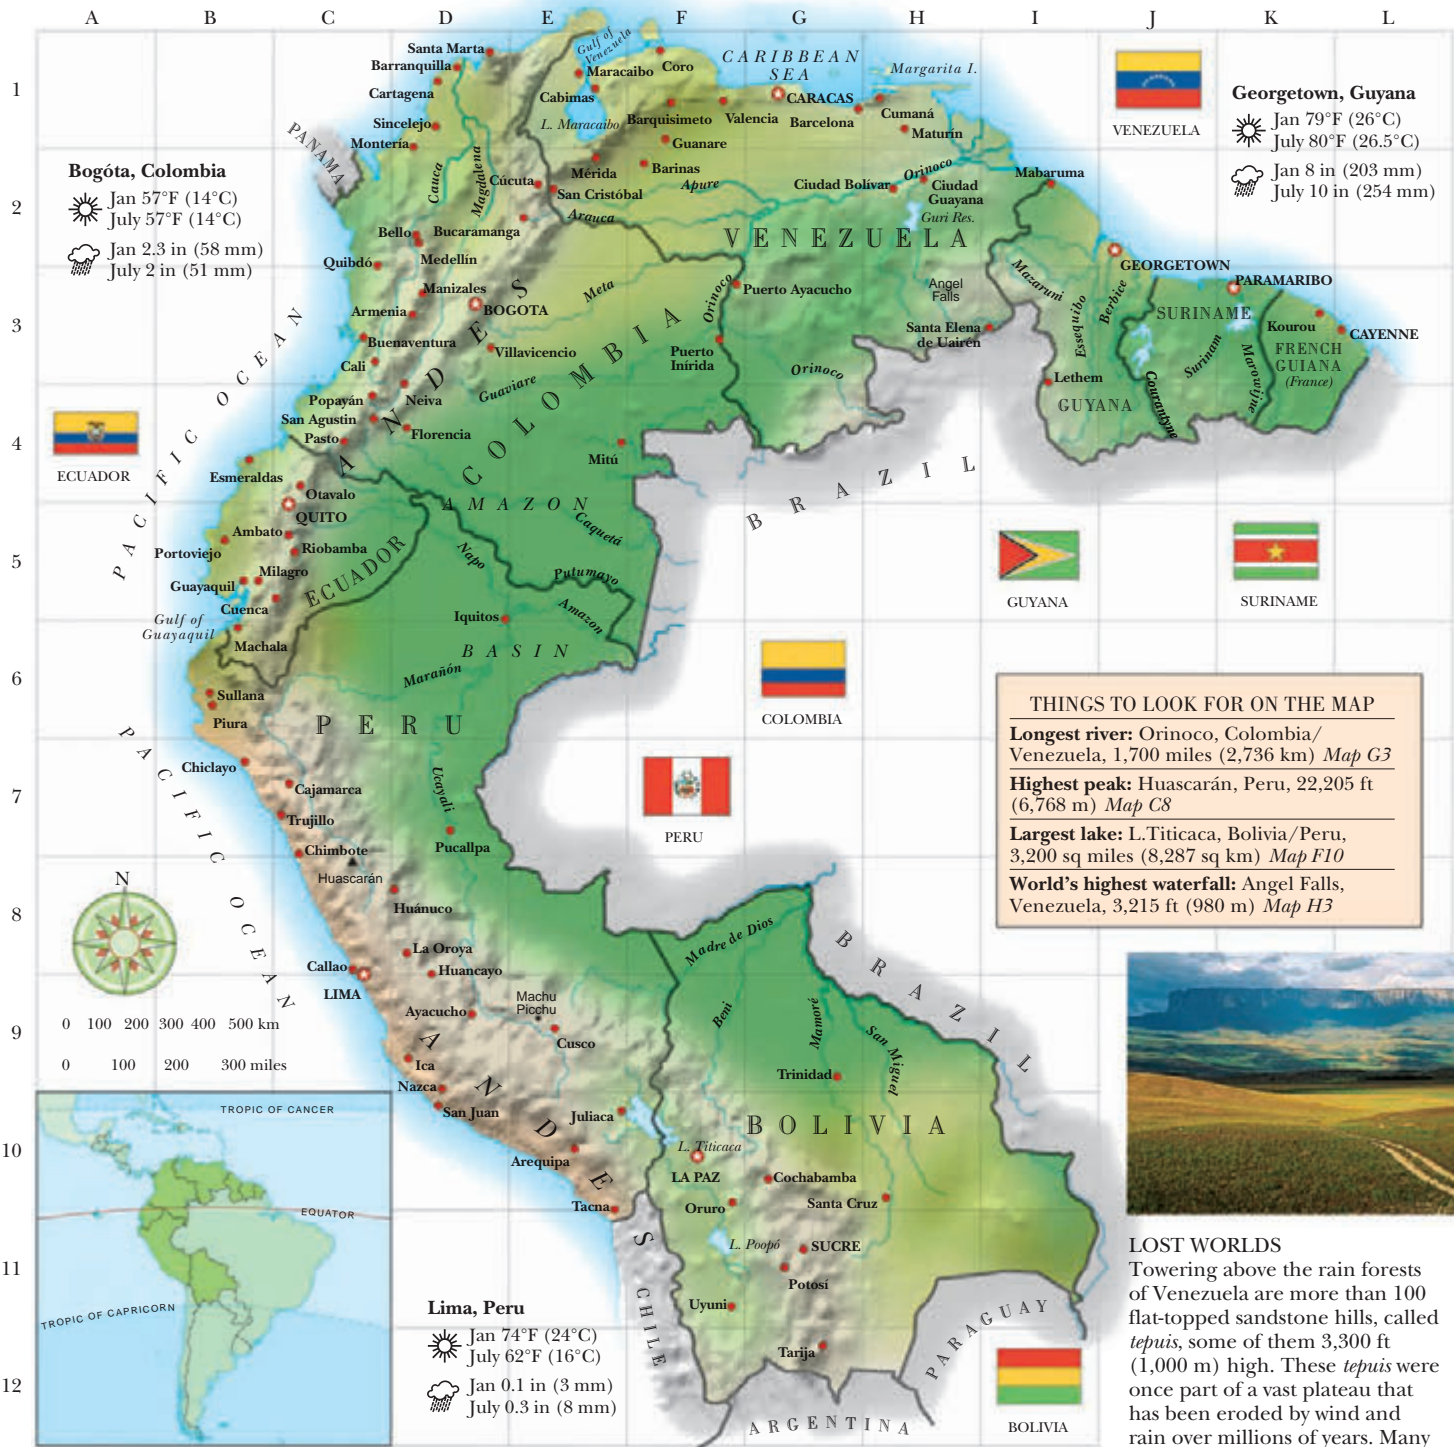 A B C D E F G H I J K L
1
2
3
4
5
6
7
8
9
10
11
12
Bogóta, Colombia
Jan 57°F (14°C)
July 57°F (14°C)
Jan 2.3 in (58 mm)
July 2 in (51 mm)
Georgetown, Guyana
Jan 79°F (26°C)
July 80°F (26.5°C)
Jan 8 in (203 mm)
July 10 in (254 mm)
VENEZUELA
CARIBBEAN
SEA
Margarita I.
Gulf of
Venezuela
Santa Marta
Barranquilla
Cartagena
Sincelejo
Montería
PANAMA
Maracaibo
Cabimas
L. Maracaibo
Coro
CARACAS
Barquisimeto
Valencia
Barcelona
Cumaná
Maturín
Guanare
Mérida
Barinas
Cauca
Magdalena
Cúcuta
San Cristóbal
Apure
Arauca
Orinoco
Ciudad Bolívar
Ciudad
Guayana
Guri Res.
Mabaruma
Bello
Bucaramanga
Medellín
Quibdó
VENEZUELA
GEORGETOWN
PARAMARIBO
Manizales
BOGOTA
Armenia
Meta
Orinoco
Puerto Ayacucho
Angel
Falls
Mazaruni
Essequibo
Berbice
SURINAME
Kourou
CAYENNE
Buenaventura
Cali
Villavicencio
Puerto
Inírida
Santa Elena
de Uairén
Orinoco
Surinam
Marowijne
FRENCH
GUIANA
(France)
Guaviare
COLOMBIA
ANDES
Lethem
GUYANA
Courantyne
Popayán
Neiva
San Agustin
Pasto
Florencia
Mitú
PACIFIC OCEAN
ECUADOR
Esmeraldas
Otavalo
QUITO
AMAZON
Caquetá
BRAZIL
Ambato
Portoviejo
Riobamba
ECUADOR
Napo
Putumayo
Milagro
Guayaquil
Cuenca
Gulf of
Guayaquil
Machala
Iquitos
Amazon
BASIN
GUYANA
SURINAME
Marañón
Sullana
Piura
PERU
COLOMBIA
PACIFIC OCEAN
Chiclayo
Cajamarca
Ucayali
Trujillo
PERU
Chimbote
Pucallpa
Huascarán
Huánuco
THINGS TO LOOK FOR ON THE MAP
Longest river: Orinoco, Colombia/
Venezuela, 1,700 miles (2,736 km) Map G3
Highest peak: Huascarán, Peru, 22,205 ft
(6,768 m) Map C8
Largest lake: L.Titicaca, Bolivia/Peru,
3,200 sq miles (8,287 sq km) Map F10
World's highest waterfall: Angel Falls,
Venezuela, 3,215 ft (980 m) Map H3
N
La Oroya
Callao
Huancayo
LIMA
Madre de Dios
BRAZIL
Ayacucho
Machu
Picchu
Cusco
Beni
Mamoré
San Miguel
0 100 200 300 400 500 km
0 100 200 300 miles
Ica
Nazca
San Juan
ANDES
Juliaca
Trinidad
BOLIVIA
L. Titicaca
LA PAZ
Arequipa
Cochabamba
Tacna
Oruro
Santa Cruz
L. Poopó
SUCRE
Potosí
Uyuni
Tarija
CHILE
PARAGUAY
ARGENTINA
BOLIVIA
TROPIC OF CANCER
EQUATOR
TROPIC OF CAPRICORN
Lima, Peru
Jan 74°F (24°C)
July 62°F (16°C)
Jan 0.1 in (3 mm)
July 0.3 in (8 mm)
LOST WORLDS
Towering above the rain forests
of Venezuela are more than 100
flat-topped sandstone hills, called
tepuis, some of them 3,300 ft
(1,000 m) high. These tepuis were
once part of a vast plateau that
has been eroded by wind and
rain over millions of years. Many